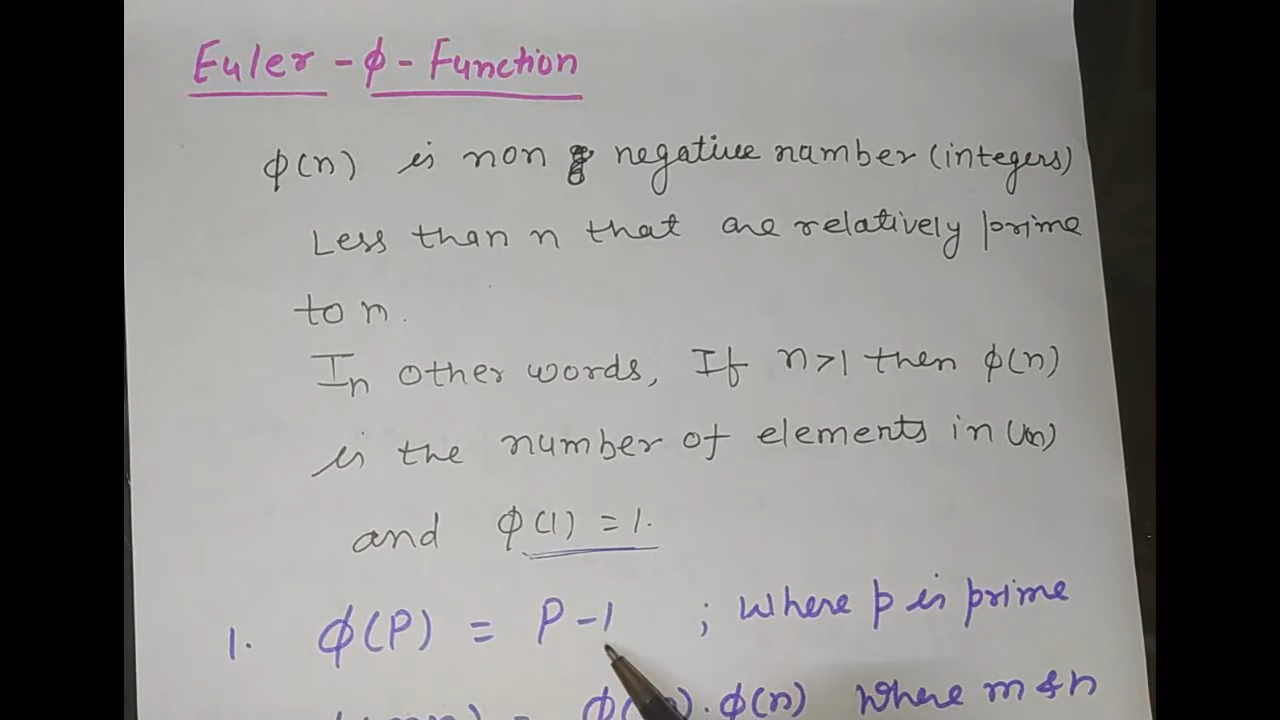 Euler - ϕ - Function
ϕ(n) is non negative number (integers)
Less than n that are relatively prime
to n.
In other words, If n>1 then ϕ(n)
is the number of elements in U(n)
and ϕ(1) = 1.
1. ϕ(P) = P-1 ; where p is prime
ϕ(n) where m & n